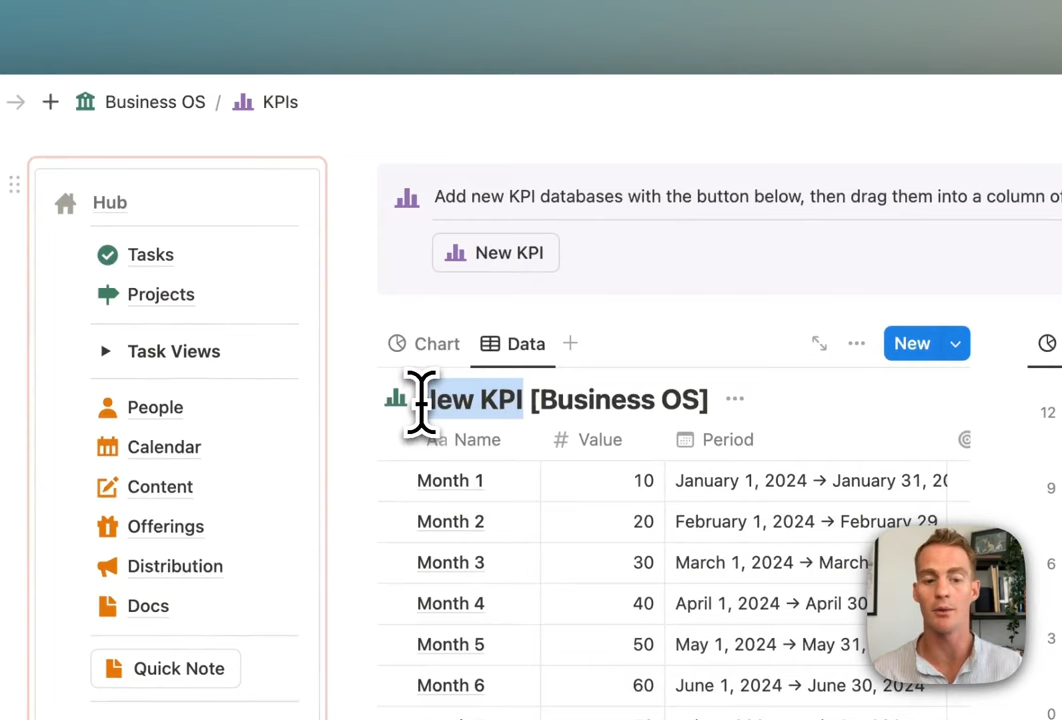 Business OS / KPIs
Hub
Tasks
Projects
Task Views
People
Calendar
Content
Offerings
Distribution
Docs
Quick Note
Add new KPI databases with the button below, then drag them into a column of
New KPI
Chart Data
New
New KPI [Business OS]
Aa Name # Value Period
Month 1 10 January 1, 2024 → January 31, 20
Month 2 20 February 1, 2024 → February 29
Month 3 30 March 1, 2024 → March
Month 4 40 April 1, 2024 → April 30
Month 5 50 May 1, 2024 → May 31,
Month 6 60 June 1, 2024 → June 30, 2024
12
9
6
3
0